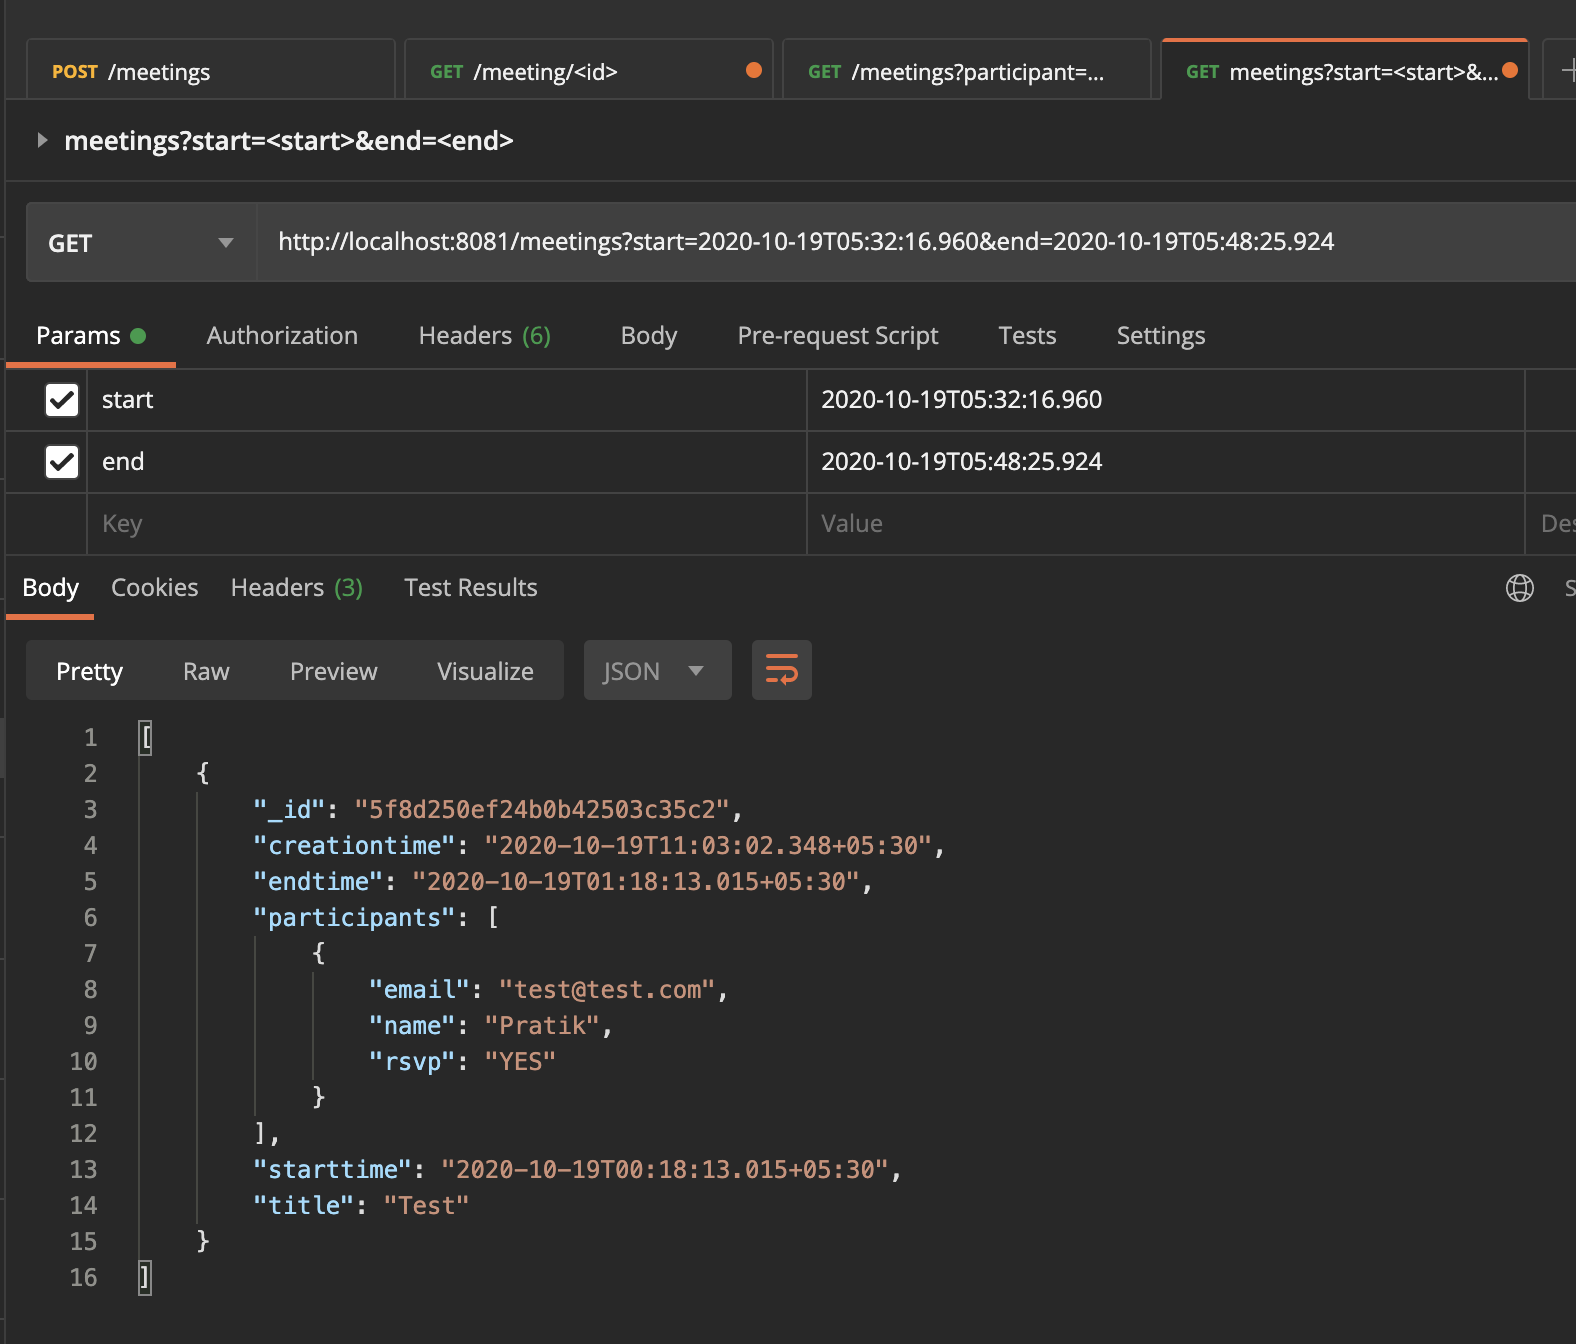 POST /meetings GET /meeting/<id> GET /meetings?participant=... GET meetings?start=<start>&...
meetings?start=<start>&end=<end>
GET http://localhost:8081/meetings?start=2020-10-19T05:32:16.960&end=2020-10-19T05:48:25.924
Params Authorization Headers (6) Body Pre-request Script Tests Settings
start 2020-10-19T05:32:16.960
end 2020-10-19T05:48:25.924
Key Value Des
Body Cookies Headers (3) Test Results S
Pretty Raw Preview Visualize JSON
1 [
2 {
3 "_id": "5f8d250ef24b0b42503c35c2",
4 "creationtime": "2020-10-19T11:03:02.348+05:30",
5 "endtime": "2020-10-19T01:18:13.015+05:30",
6 "participants": [
7 {
8 "email": "test@test.com",
9 "name": "Pratik",
10 "rsvp": "YES"
11 }
12 ],
13 "starttime": "2020-10-19T00:18:13.015+05:30",
14 "title": "Test"
15 }
16 ]